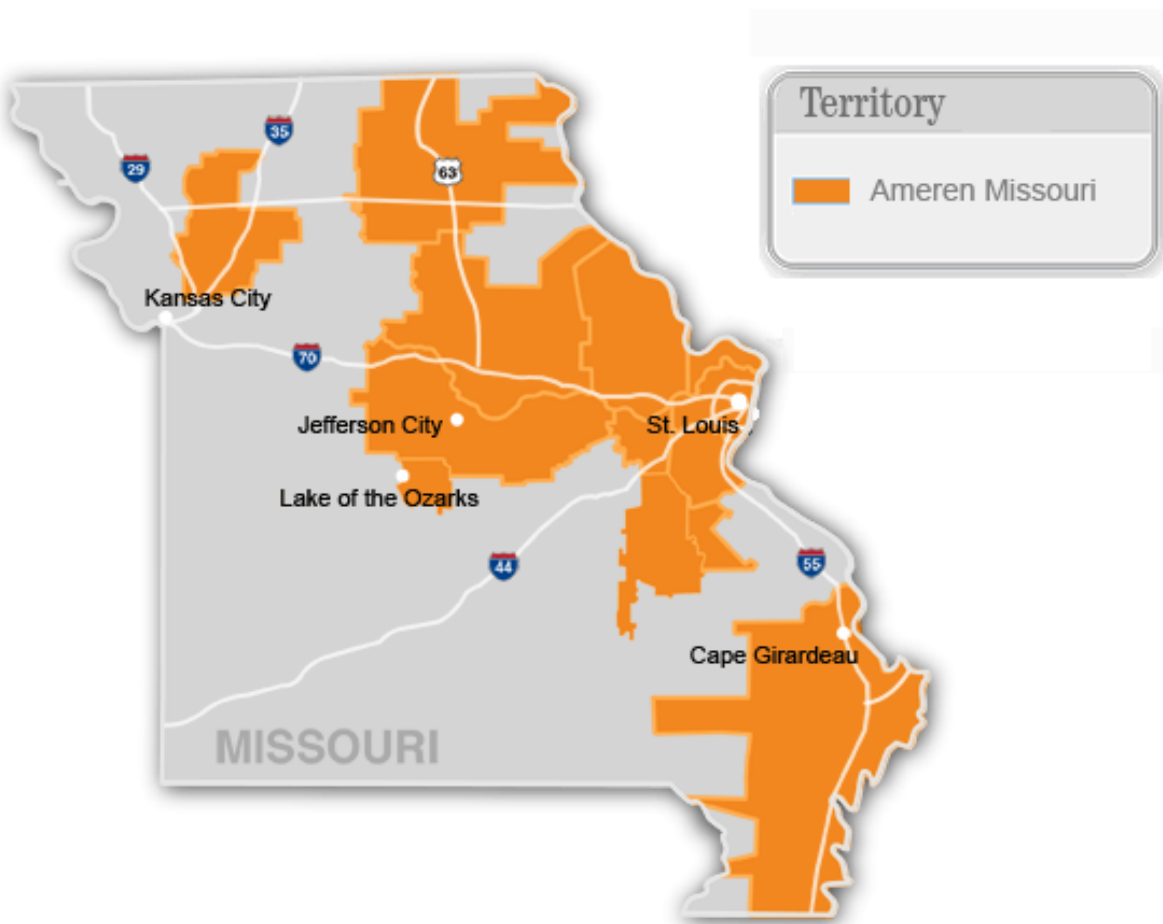 Territory
Ameren Missouri
35
29
63
Kansas City
70
Jefferson City
St. Louis
Lake of the Ozarks
44
55
Cape Girardeau
MISSOURI